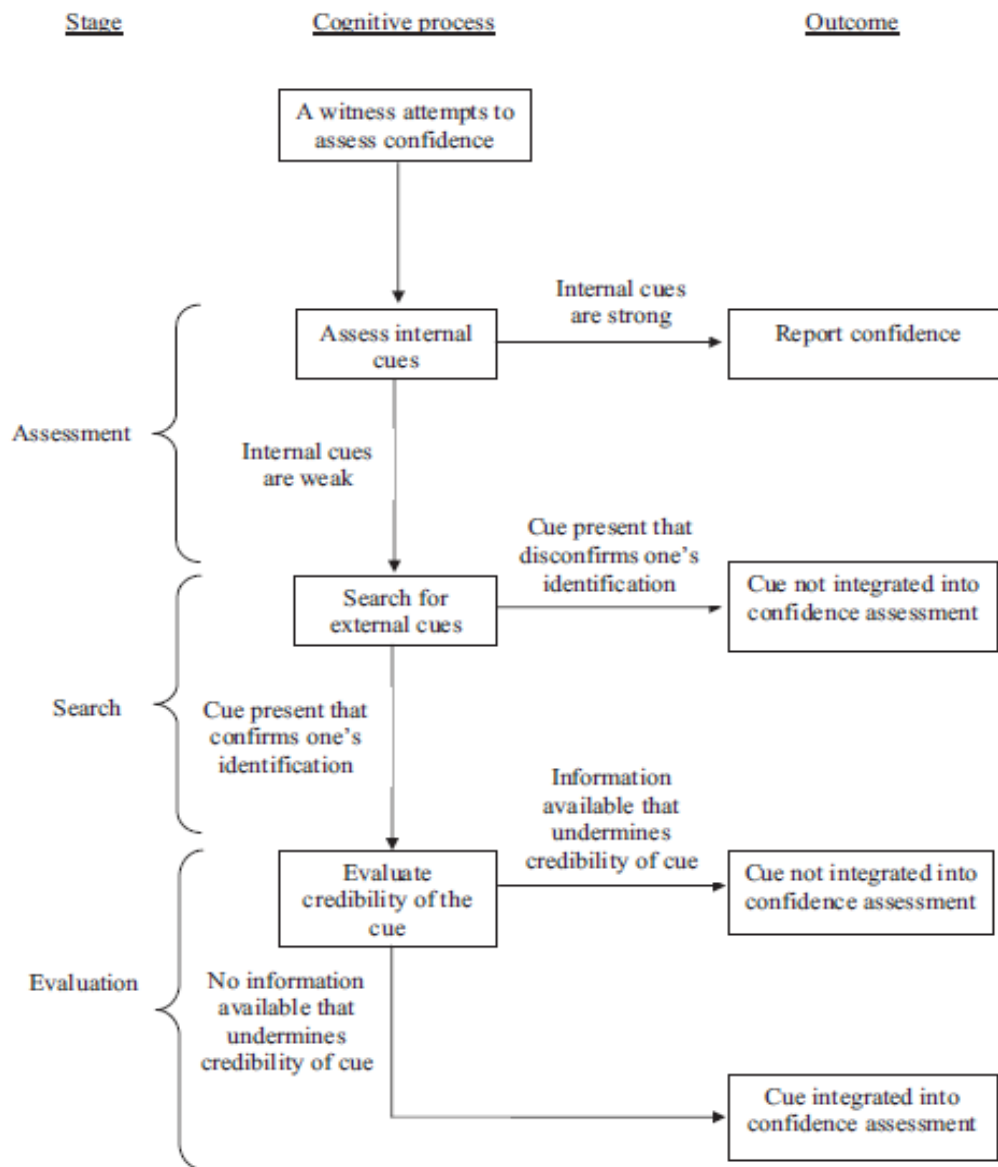 Stage
Cognitive process
Outcome
A witness attempts to
assess confidence
Internal cues
are strong
Assess internal
cues
Report confidence
Assessment
Internal cues
are weak
Cue present that
disconfirms one's
identification
Search for
external cues
Cue not integrated into
confidence assessment
Search
Cue present that
confirms one's
identification
Information
available that
undermines
credibility of cue
Evaluate
credibility of the
cue
Cue not integrated into
confidence assessment
Evaluation
No information
available that
undermines
credibility of cue
Cue integrated into
confidence assessment